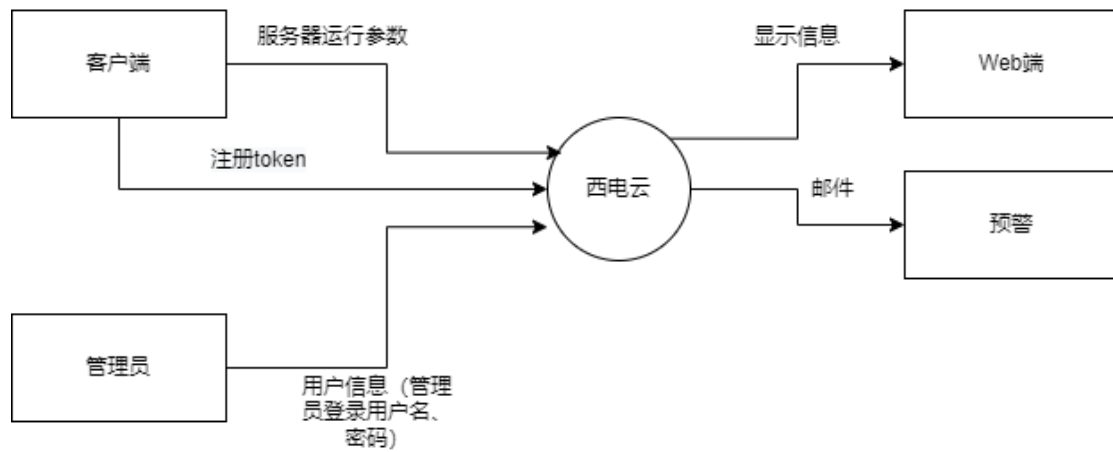 服务器运行参数
显示信息
客户端
Web端
注册token
西电云
邮件
预警
管理员
用户信息（管理
员登录用户名、
密码）